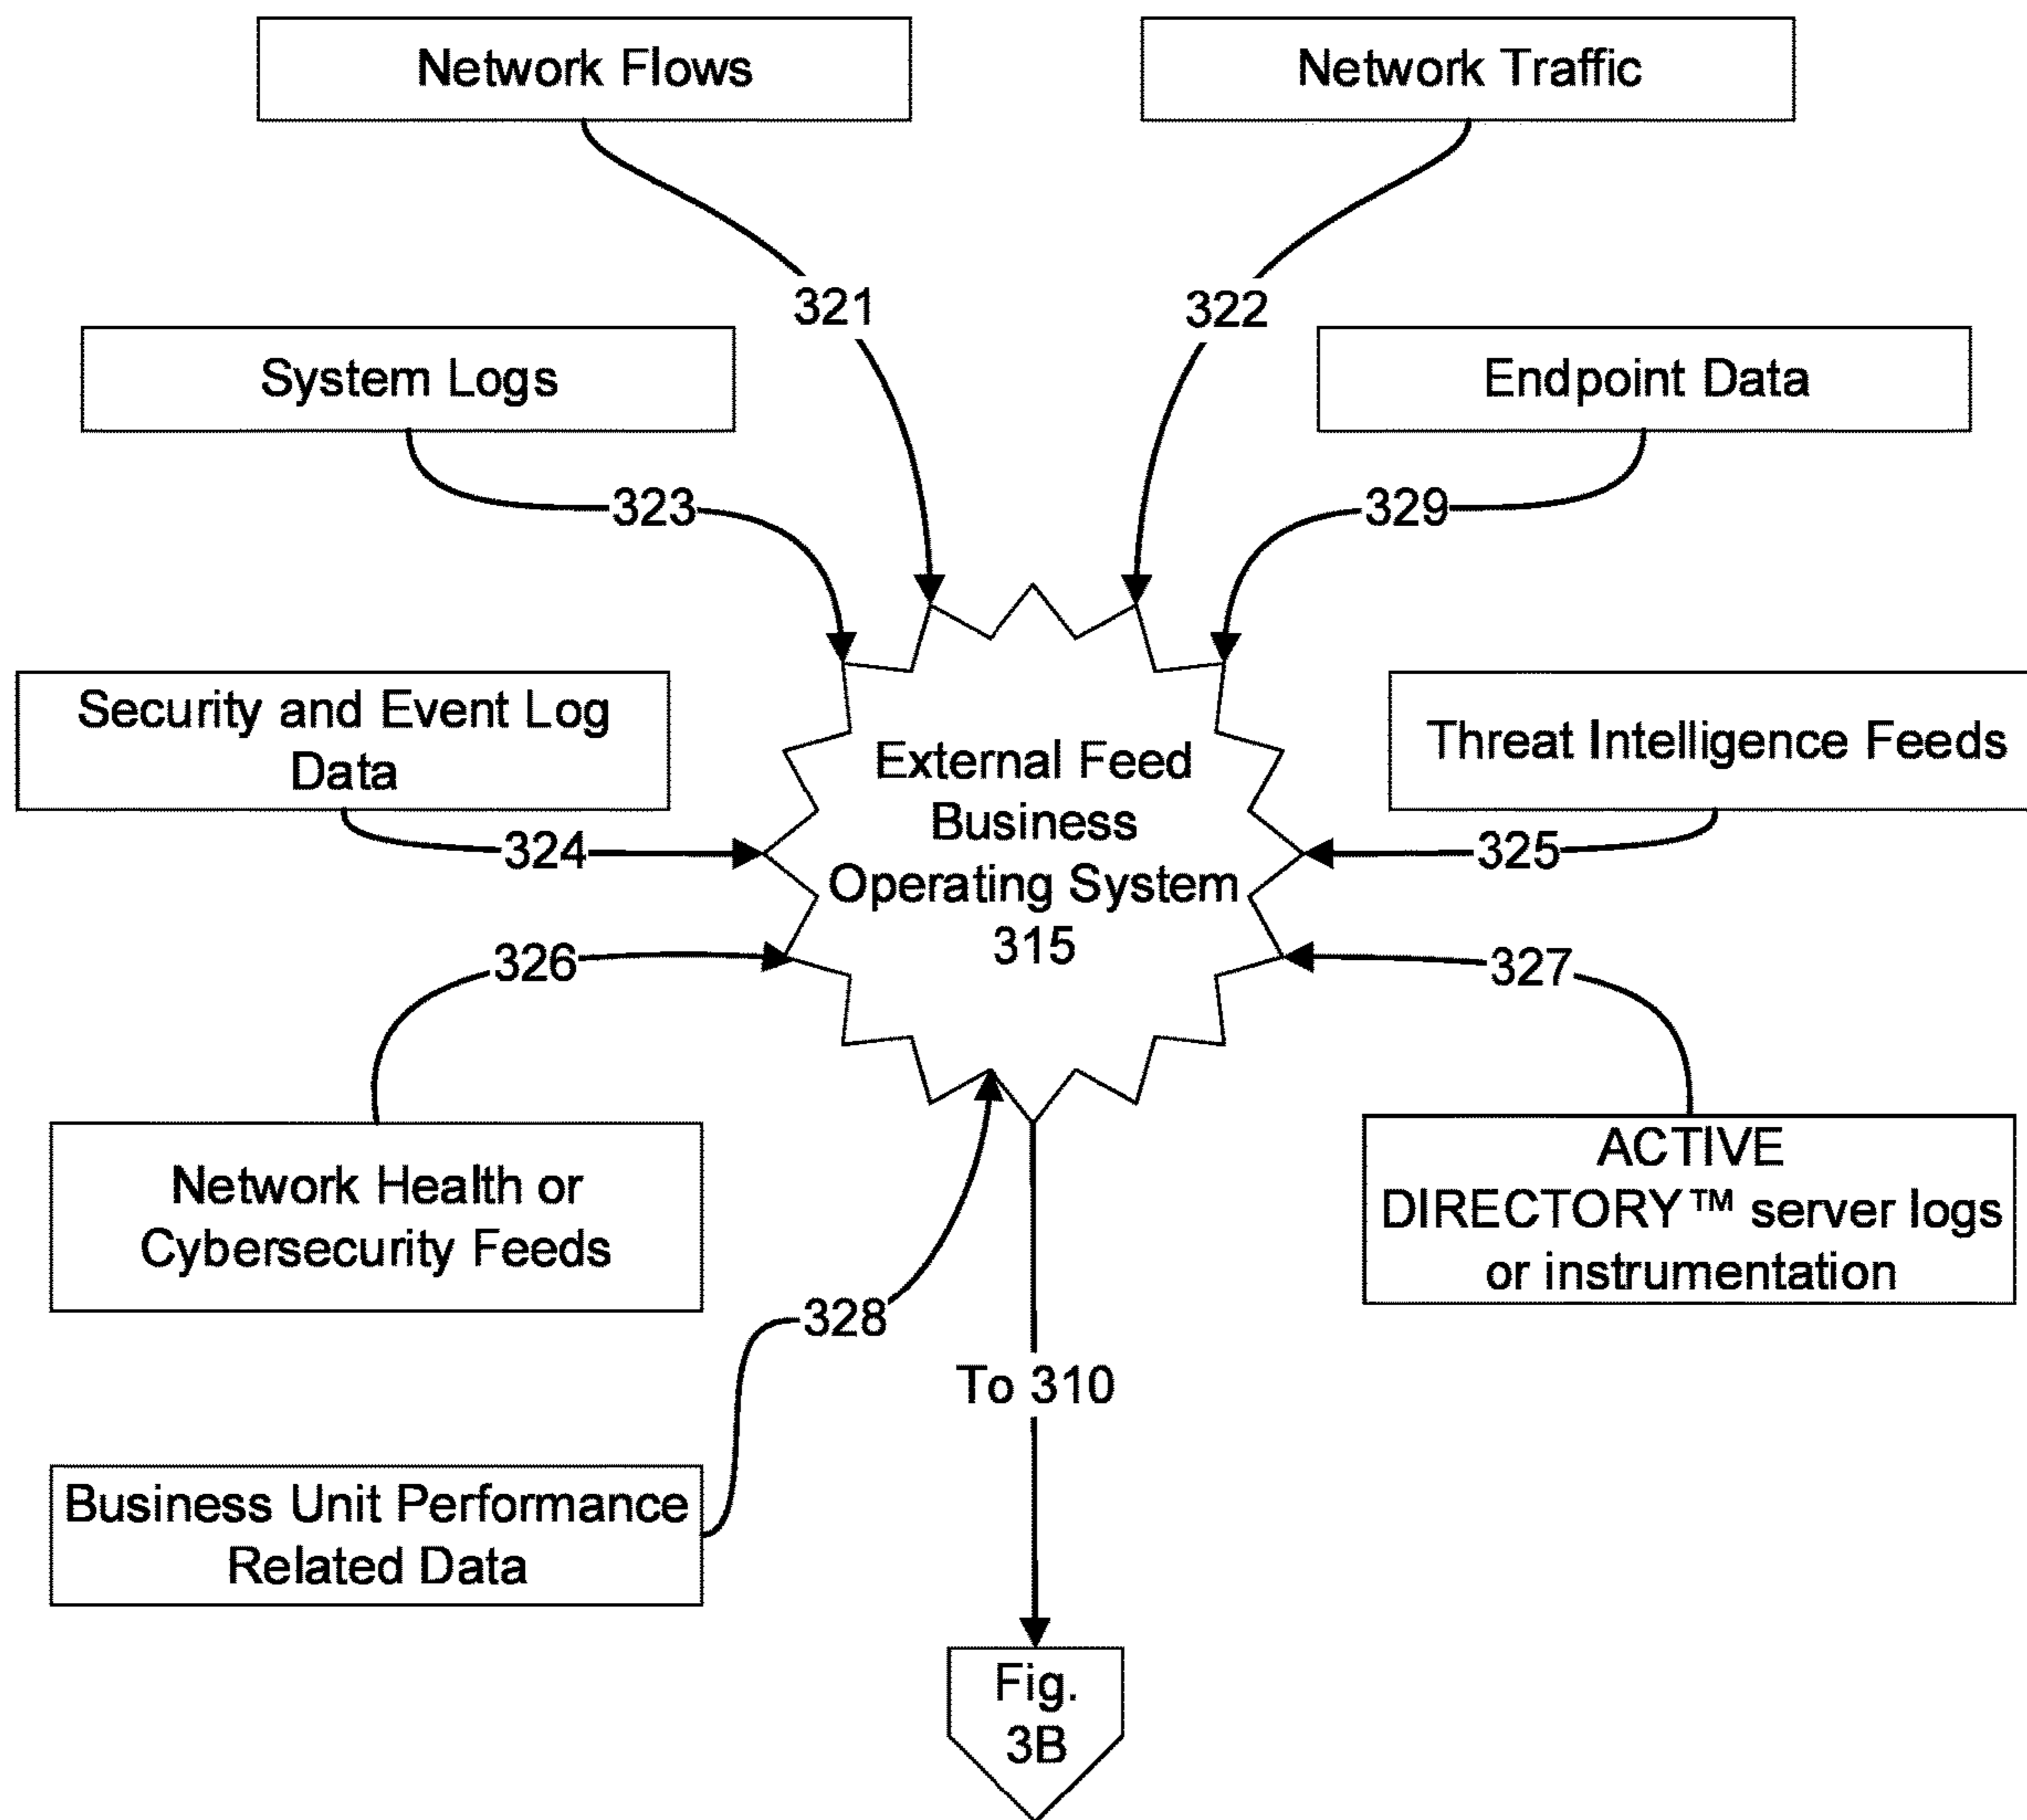 Network Flows
Network Traffic
321
322
System Logs
Endpoint Data
323
329
Security and Event Log
Data
Threat Intelligence Feeds
External Feed
Business
Operating System
315
324
325
326
327
Network Health or
Cybersecurity Feeds
ACTIVE
DIRECTORY™ server logs
or instrumentation
328
To 310
Business Unit Performance
Related Data
Fig.
3B